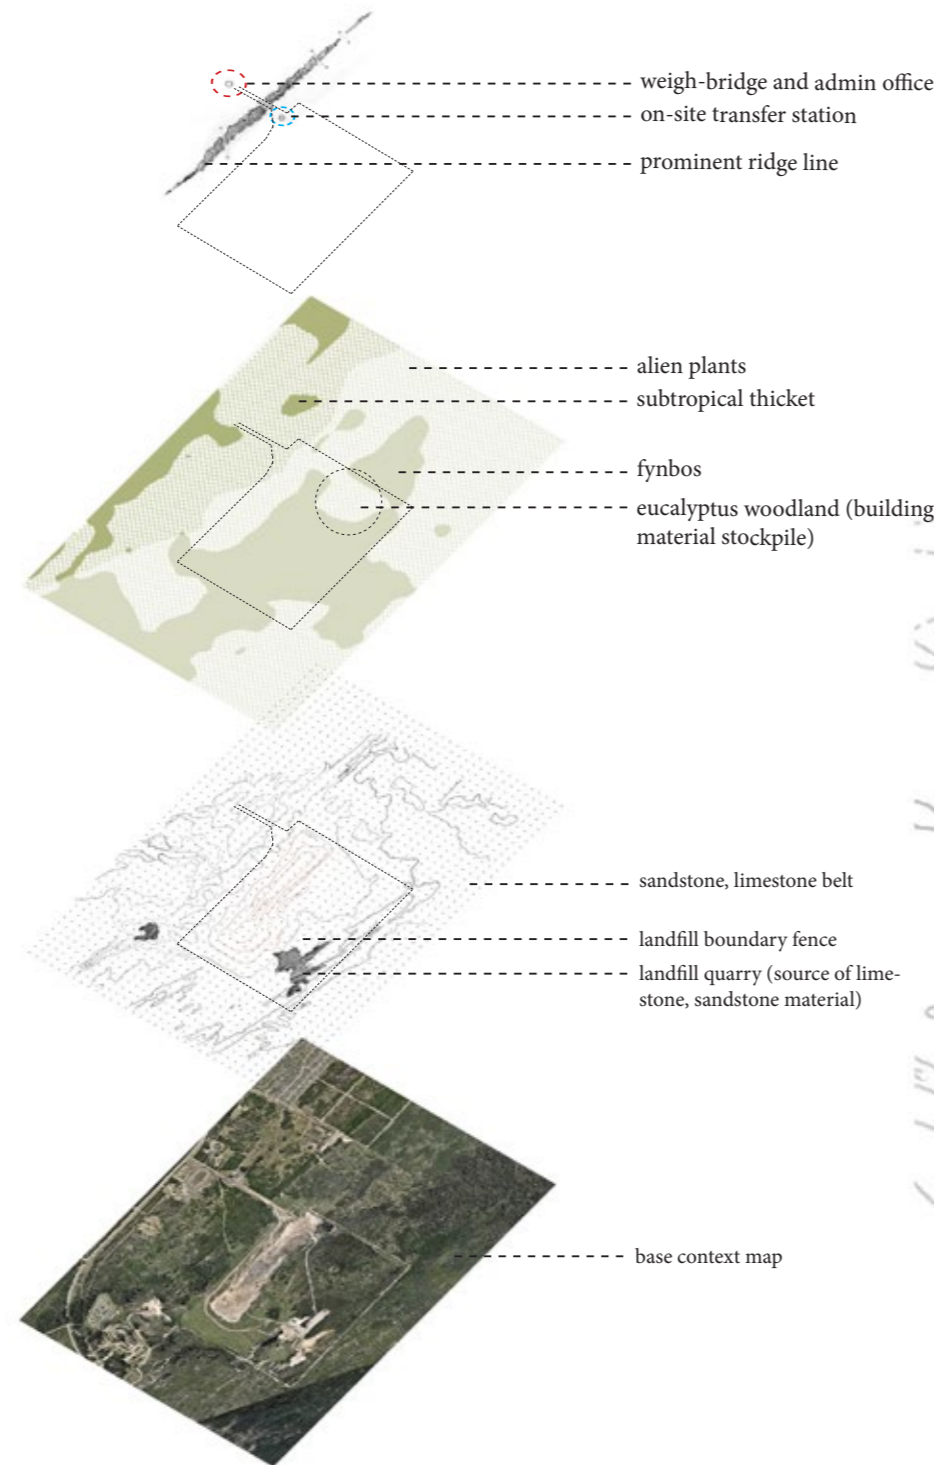 weigh-bridge and admin office
on-site transfer station
prominent ridge line
alien plants
subtropical thicket
fynbos
eucalyptus woodland (building
material stockpile)
sandstone, limestone belt
landfill boundary fence
landfill quarry (source of lime-
stone, sandstone material)
base context map